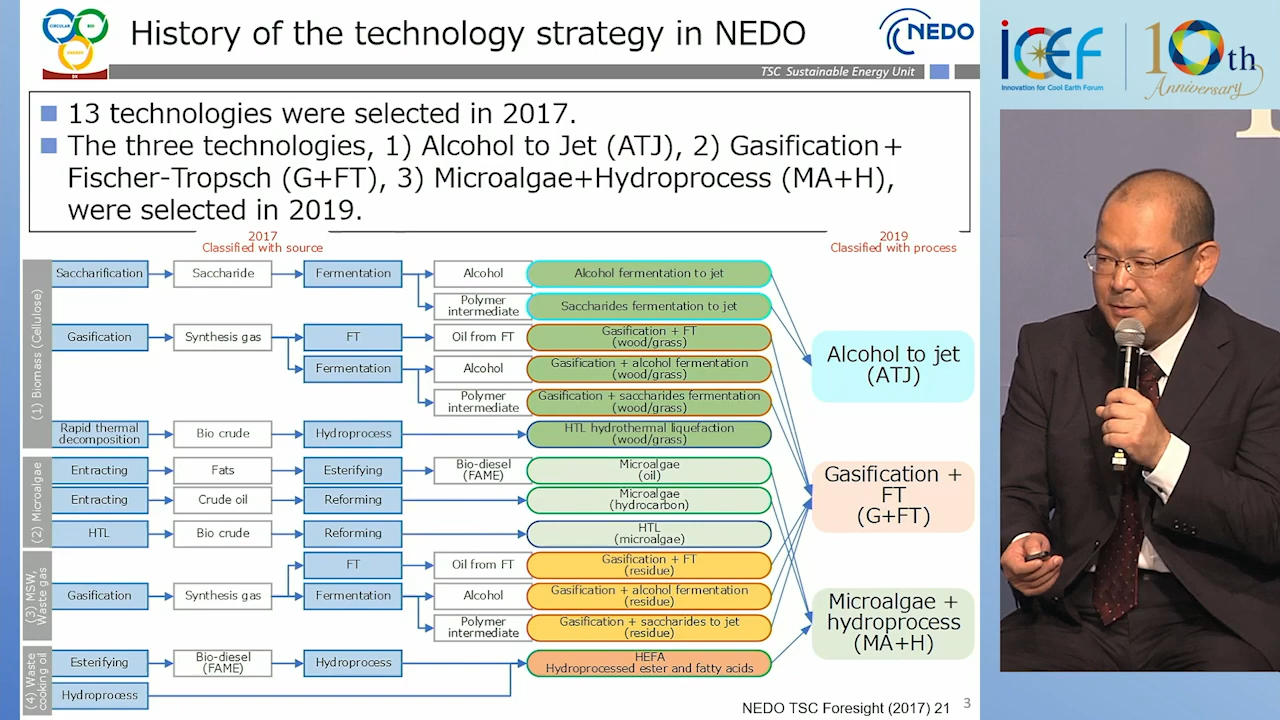 CIRCULAR
BIO
ENERGY
History of the technology strategy in NEDO
NEDO
TSC Sustainable Energy Unit
iCEF
Innovation for Cool Earth Forum
10th
Anniversary
13 technologies were selected in 2017.
The three technologies, 1) Alcohol to Jet (ATJ), 2) Gasification+
Fischer-Tropsch (G+FT), 3) Microalgae+Hydroprocess (MA+H),
were selected in 2019.
2017
Classified with source
2019
Classified with process
(1) Biomass (Cellulose)
Saccharification
Saccharide
Fermentation
Alcohol
Alcohol fermentation to jet
Polymer
intermediate
Saccharides fermentation to jet
Gasification
Synthesis gas
FT
Oil from FT
Gasification + FT
(wood/grass)
Fermentation
Alcohol
Gasification + alcohol fermentation
(wood/grass)
Polymer
intermediate
Gasification + saccharides fermentation
(wood/grass)
Rapid thermal
decomposition
Bio crude
Hydroprocess
HTL hydrothermal liquefaction
(wood/grass)
(2) Microalgae
Entracting
Fats
Esterifying
Bio-diesel
(FAME)
Microalgae
(oil)
Entracting
Crude oil
Reforming
Microalgae
(hydrocarbon)
HTL
Bio crude
Reforming
HTL
(microalgae)
(3) MSW,
Waste gas
FT
Oil from FT
Gasification + FT
(residue)
Gasification
Synthesis gas
Fermentation
Alcohol
Gasification + alcohol fermentation
(residue)
Polymer
intermediate
Gasification + saccharides to jet
(residue)
(4) Waste
cooking oil
Esterifying
Bio-diesel
(FAME)
Hydroprocess
HEFA
Hydroprocessed ester and fatty acids
Hydroprocess
Alcohol to jet
(ATJ)
Gasification +
FT
(G+FT)
Microalgae +
hydroprocess
(MA+H)
NEDO TSC Foresight (2017) 21
3